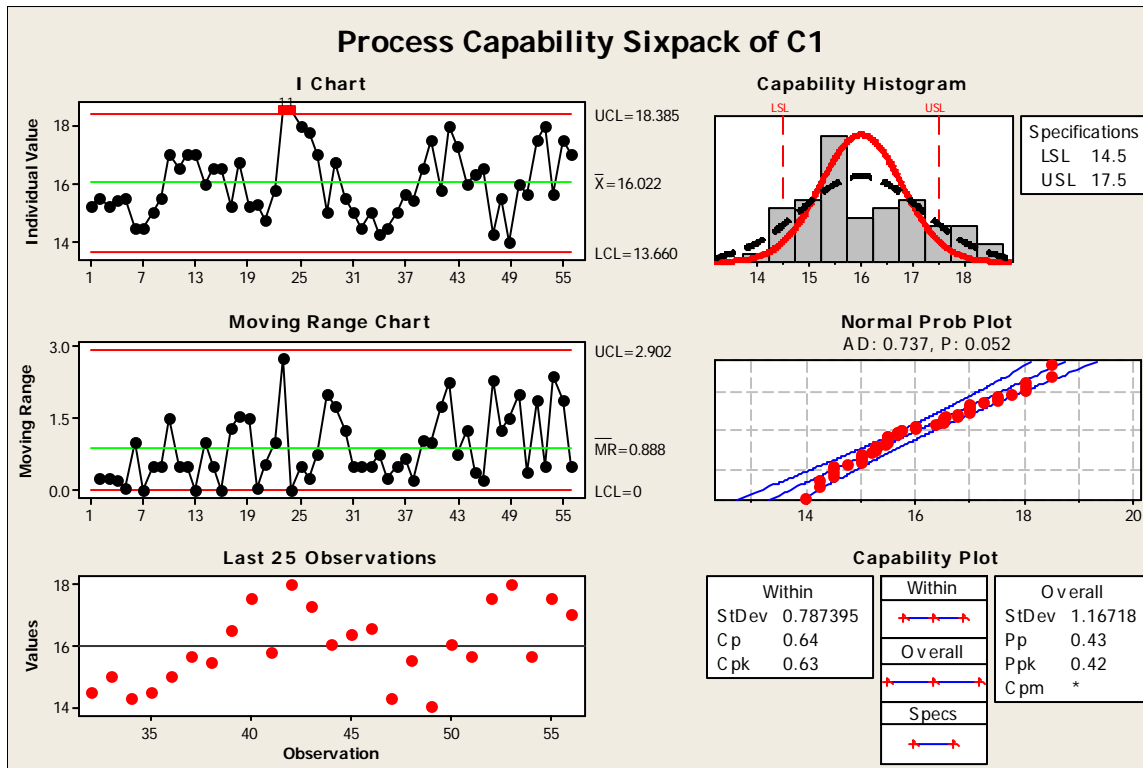 Process Capability Sixpack of C1
I Chart
Individual Value
18
16
14
1 7 13 19 25 31 37 43 49 55
11
UCL=18.385
X=16.022
LCL=13.660
Capability Histogram
LSL USL
14 15 16 17 18
Specifications
LSL 14.5
USL 17.5
Moving Range Chart
Moving Range
3.0
1.5
0.0
1 7 13 19 25 31 37 43 49 55
UCL=2.902
MR=0.888
LCL=0
Normal Prob Plot
AD: 0.737, P: 0.052
14 16 18 20
Last 25 Observations
Values
18
16
14
35 40 45 50 55
Observation
Capability Plot
Within
StDev 0.787395
Cp 0.64
Cpk 0.63
Within
Overall
Specs
Overall
StDev 1.16718
Pp 0.43
Ppk 0.42
Cpm *